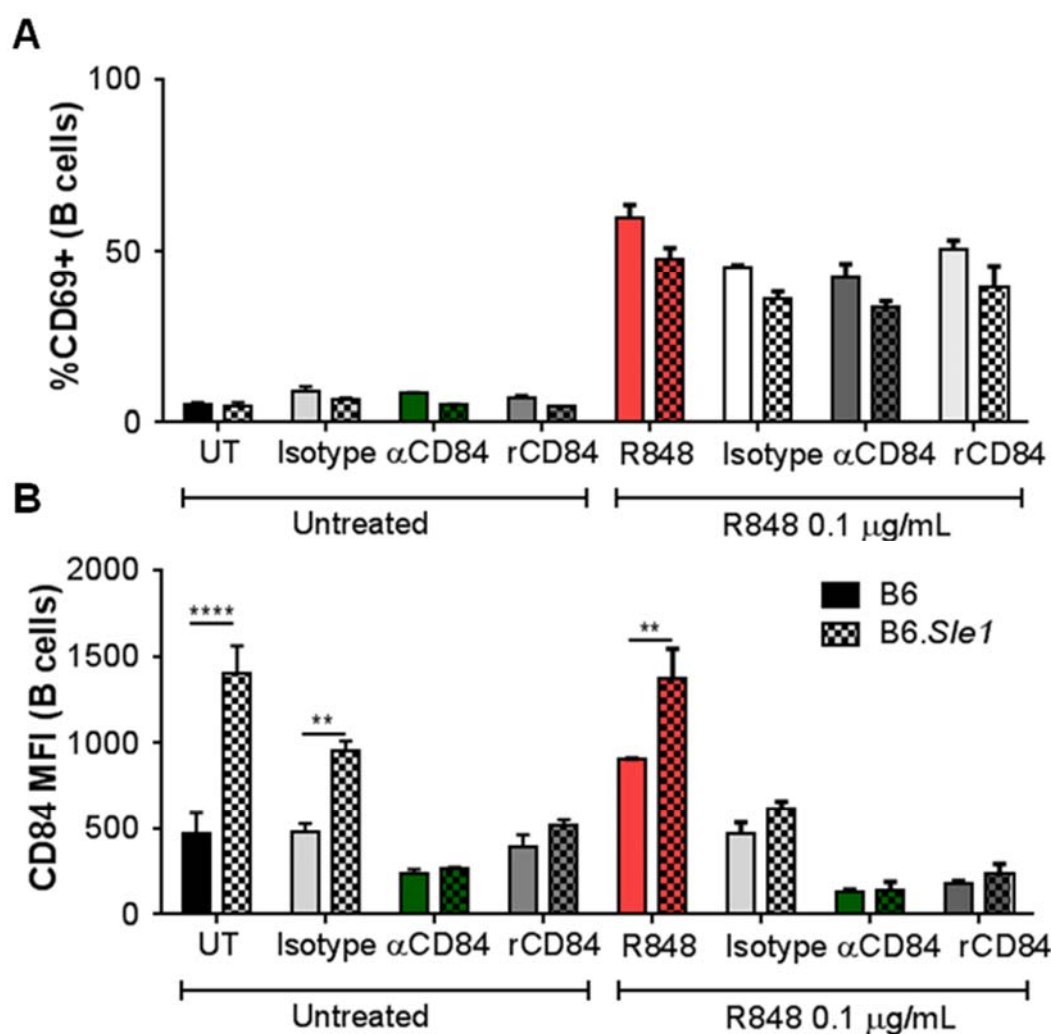 A
%CD69+ (B cells)
100
50
0
UT Isotype αCD84 rCD84 R848 Isotype αCD84 rCD84
Untreated R848 0.1 μg/mL
B
CD84 MFI (B cells)
2000
1500
1000
500
0
**** ** **
B6
B6.Sle1
UT Isotype αCD84 rCD84 R848 Isotype αCD84 rCD84
Untreated R848 0.1 μg/mL